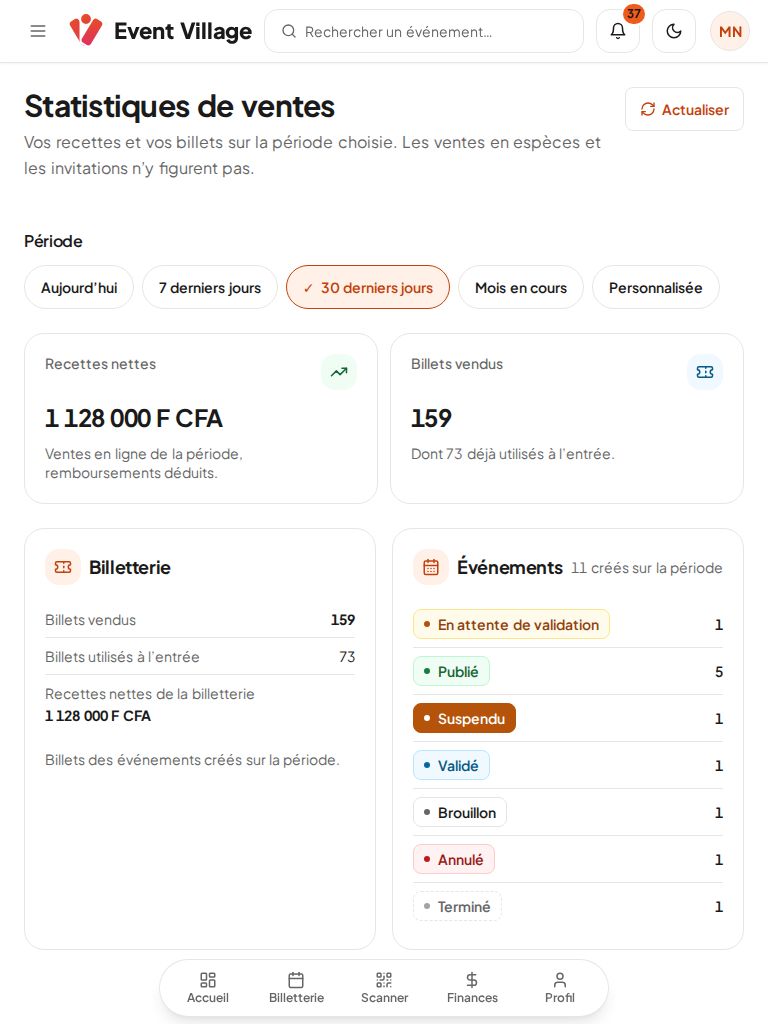 Event Village
Rechercher un événement…
37
MN
Statistiques de ventes
Actualiser
Vos recettes et vos billets sur la période choisie. Les ventes en espèces et
les invitations n'y figurent pas.
Période
Aujourd'hui
7 derniers jours
✓ 30 derniers jours
Mois en cours
Personnalisée
Recettes nettes
1 128 000 F CFA
Ventes en ligne de la période,
remboursements déduits.
Billets vendus
159
Dont 73 déjà utilisés à l'entrée.
Billetterie
Billets vendus 159
Billets utilisés à l'entrée 73
Recettes nettes de la billetterie
1 128 000 F CFA
Billets des événements créés sur la période.
Événements 11 créés sur la période
En attente de validation 1
Publié 5
Suspendu 1
Validé 1
Brouillon 1
Annulé 1
Terminé 1
Accueil
Billetterie
Scanner
Finances
Profil